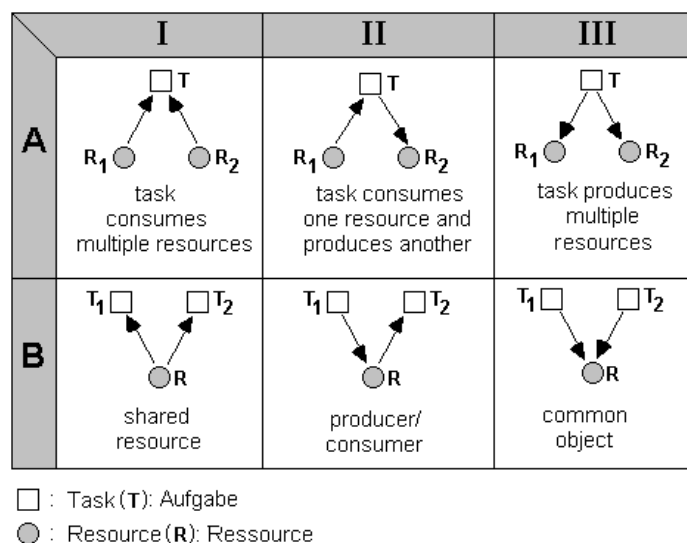 I II III
A
T
R1 R2
task
consumes
multiple resources
T
R1 R2
task consumes
one resource and
produces another
T
R1 R2
task produces
multiple
resources
B
T1 T2
R
shared
resource
T1 T2
R
producer/
consumer
T1 T2
R
common
object
: Task(T): Aufgabe
: Resource(R): Ressource